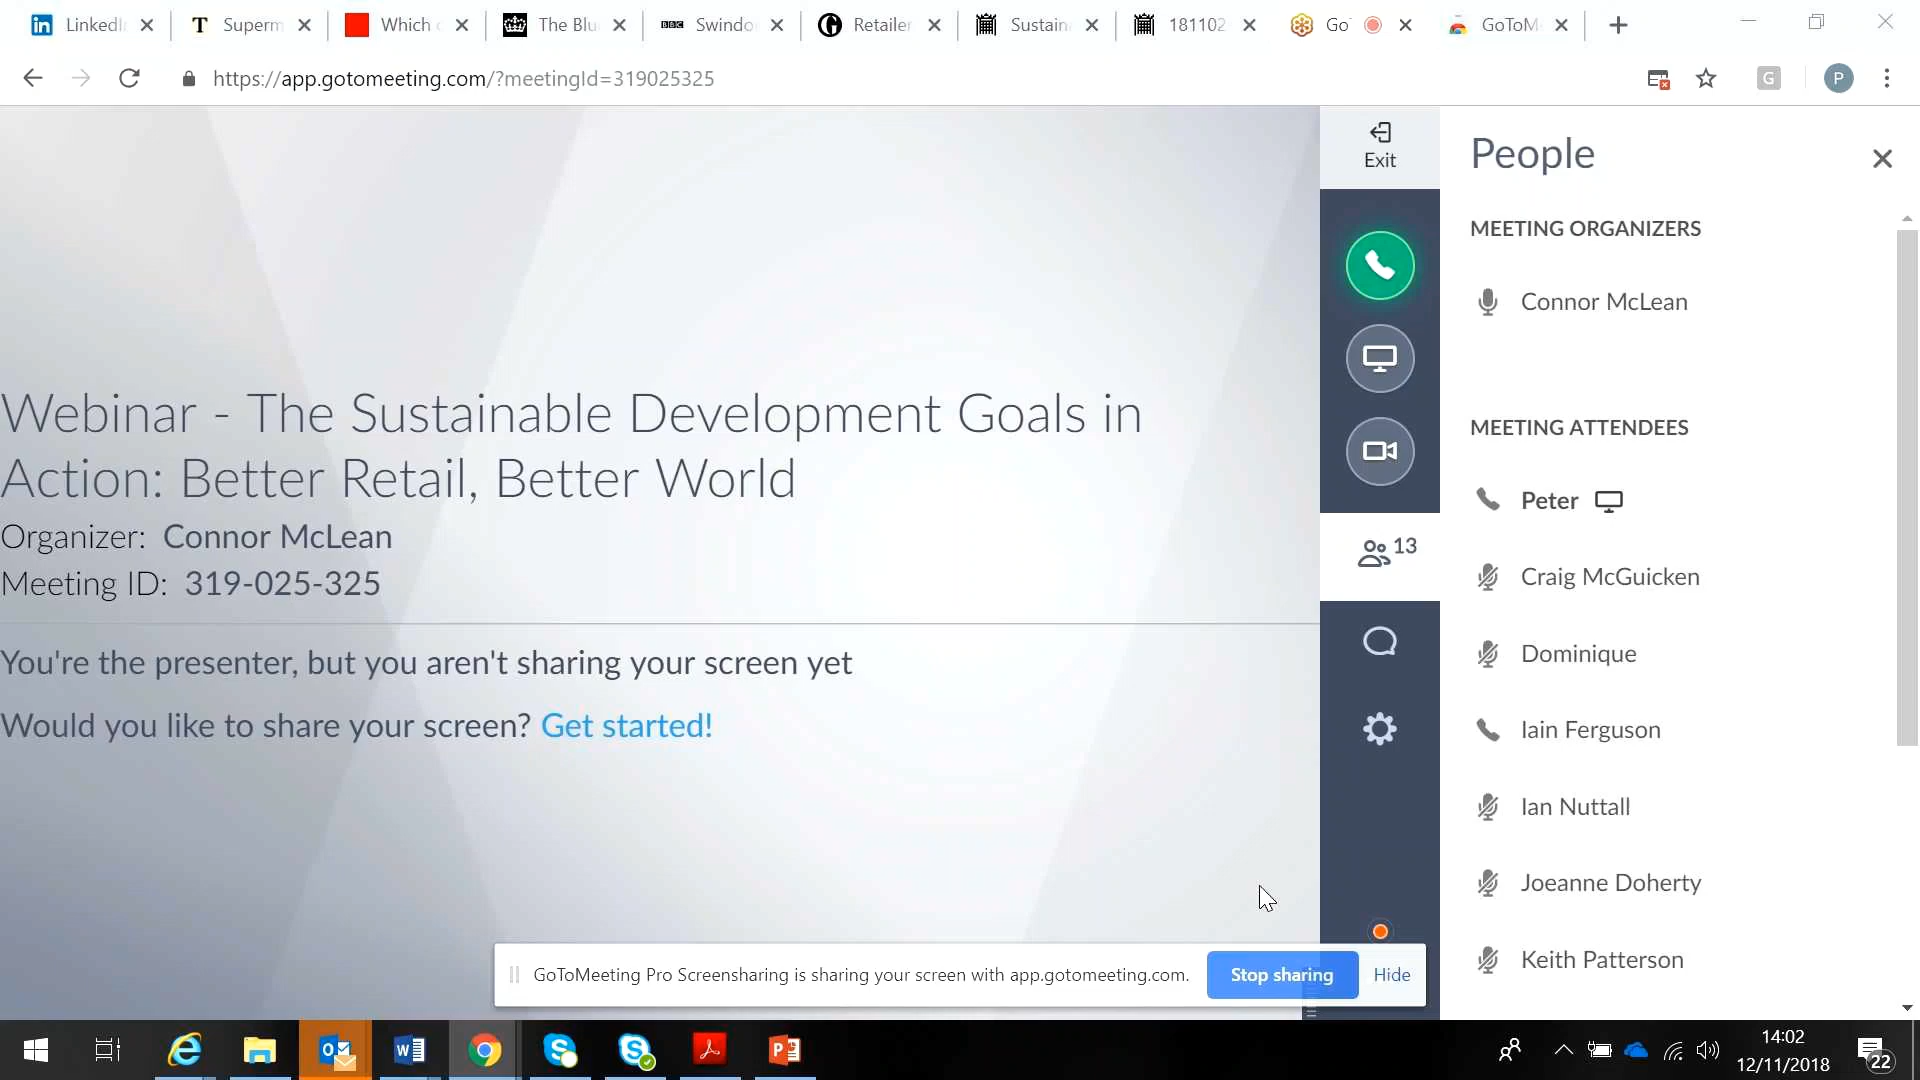 LinkedI
T Superm
Which c
The Blu
BBC Swindo
Retailer
Sustain
181102
Go
GoToM
https://app.gotomeeting.com/?meetingId=319025325
G
P
Exit
People
MEETING ORGANIZERS
Connor McLean
MEETING ATTENDEES
Peter
13
Craig McGuicken
Dominique
Iain Ferguson
Ian Nuttall
Joeanne Doherty
Keith Patterson
Webinar - The Sustainable Development Goals in
Action: Better Retail, Better World
Organizer: Connor McLean
Meeting ID: 319-025-325
You're the presenter, but you aren't sharing your screen yet
Would you like to share your screen? Get started!
GoToMeeting Pro Screensharing is sharing your screen with app.gotomeeting.com.
Stop sharing
Hide
14:02
12/11/2018
22